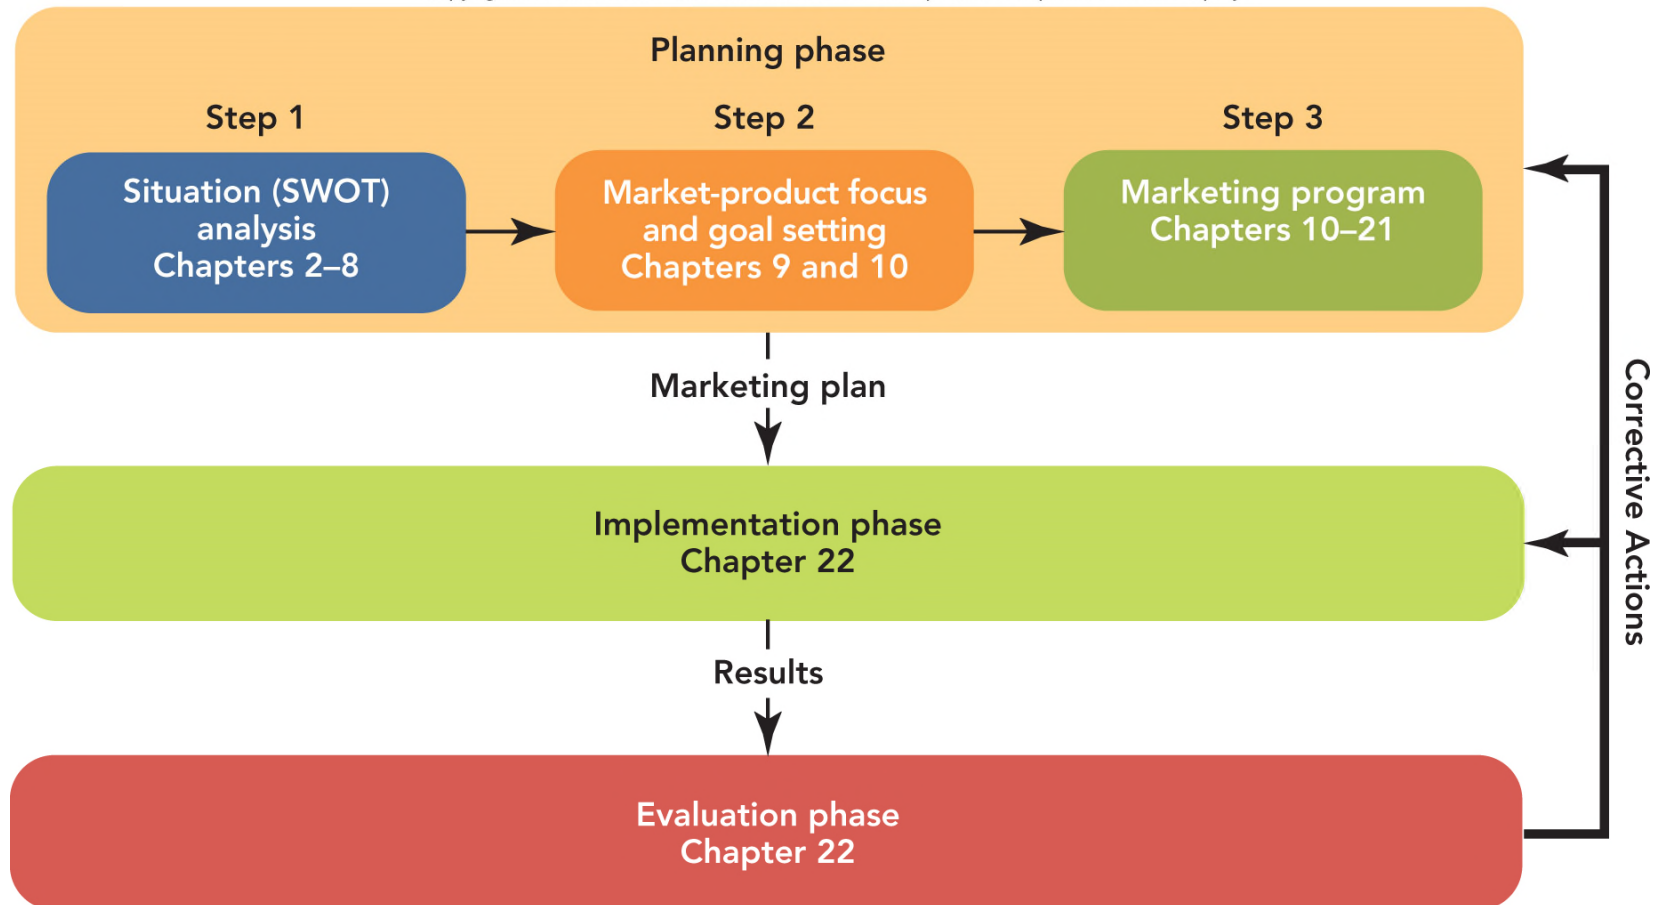 Planning phase
Step 1
Step 2
Step 3
Situation (SWOT)
analysis
Chapters 2–8
Market-product focus
and goal setting
Chapters 9 and 10
Marketing program
Chapters 10–21
Marketing plan
Implementation phase
Chapter 22
Results
Evaluation phase
Chapter 22
Corrective Actions